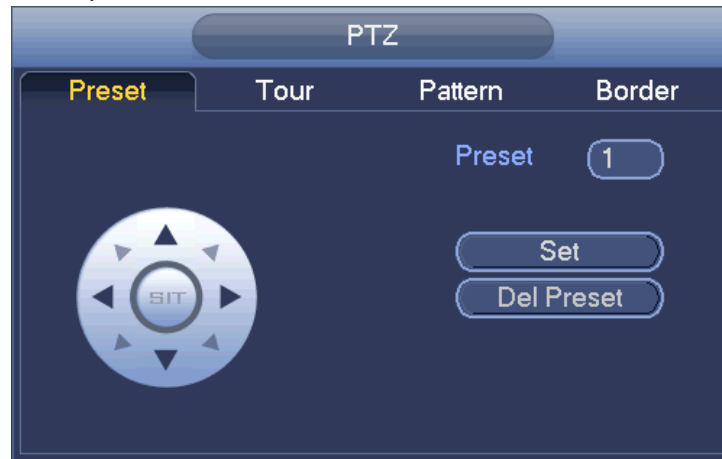 PTZ
Preset Tour Pattern Border
Preset 1
Set
SIT
Del Preset